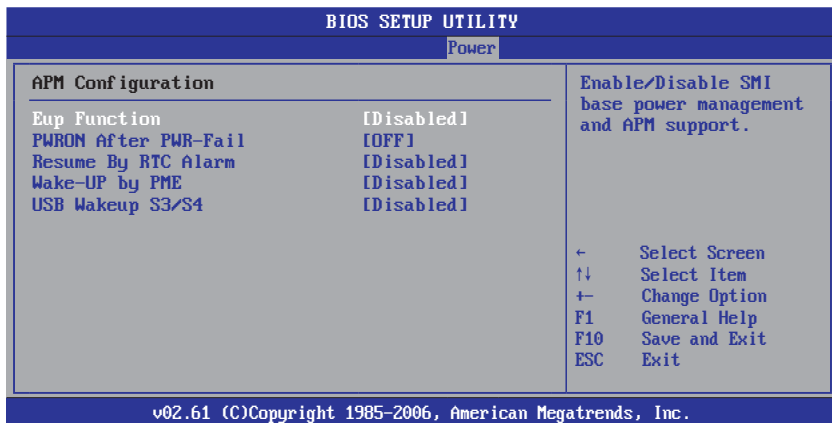 BIOS SETUP UTILITY
Power
APM Configuration
Eup Function [Disabled]
PWRON After PWR-Fail [OFF]
Resume By RTC Alarm [Disabled]
Wake-UP by PME [Disabled]
USB Wakeup S3/S4 [Disabled]
Enable/Disable SMI
base power management
and APM support.
← Select Screen
↑↓ Select Item
+- Change Option
F1 General Help
F10 Save and Exit
ESC Exit
v02.61 (C)Copyright 1985-2006, American Megatrends, Inc.